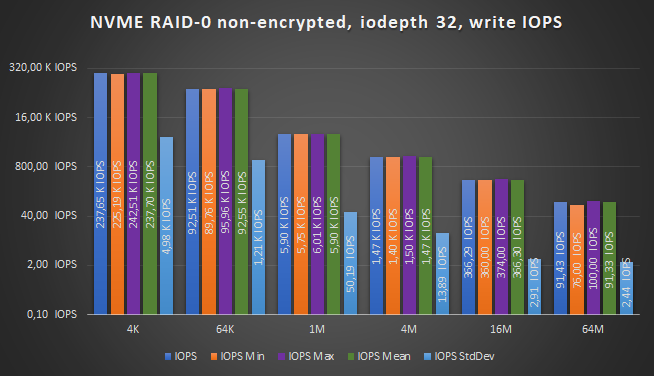 NVME RAID-0 non-encrypted, iodepth 32, write IOPS
320,00 K IOPS
16,00 K IOPS
800,00 IOPS
40,00 IOPS
2,00 IOPS
0,10 IOPS
237,65 K IOPS
225,19 K IOPS
242,51 K IOPS
237,70 K IOPS
4,98 K IOPS
92,51 K IOPS
89,76 K IOPS
95,96 K IOPS
92,55 K IOPS
1,21 K IOPS
5,90 K IOPS
5,75 K IOPS
6,01 K IOPS
5,90 K IOPS
50,19 IOPS
1,47 K IOPS
1,40 K IOPS
1,50 K IOPS
1,47 K IOPS
13,89 IOPS
366,29 IOPS
360,00 IOPS
374,00 IOPS
366,30 IOPS
2,91 IOPS
91,43 IOPS
76,00 IOPS
100,00 IOPS
91,33 IOPS
2,44 IOPS
4K 64K 1M 4M 16M 64M
IOPS IOPS Min IOPS Max IOPS Mean IOPS StdDev